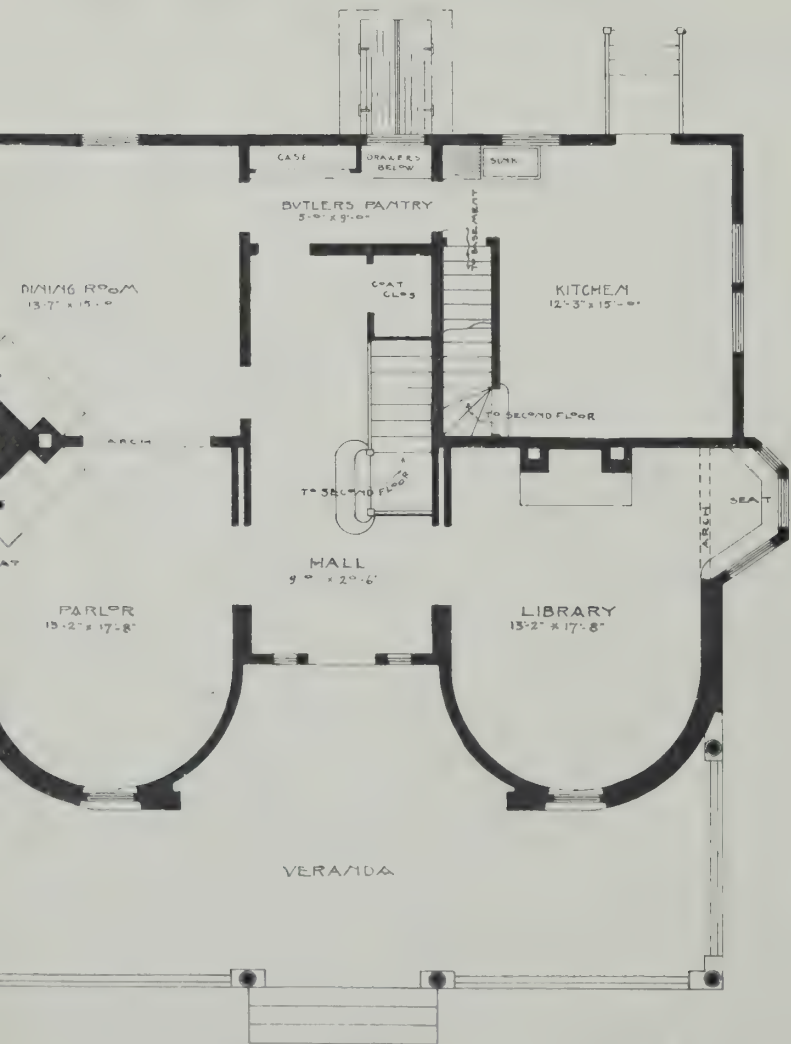 CASE
DRAWERS
BELOW
SINK
BUTLERS PANTRY
5'-0" x 9'-0"
TO BASEMENT
DINING ROOM
13'-7" x 15'-0"
COAT
CLOS
KITCHEN
12'-3" x 15'-0"
TO SECOND FLOOR
ARCH
TO SECOND FLOOR
SEAT
ARCH
HALL
PARLOR
13'-2" x 17'-8"
LIBRARY
13'-2" x 17'-8"
VERANDA